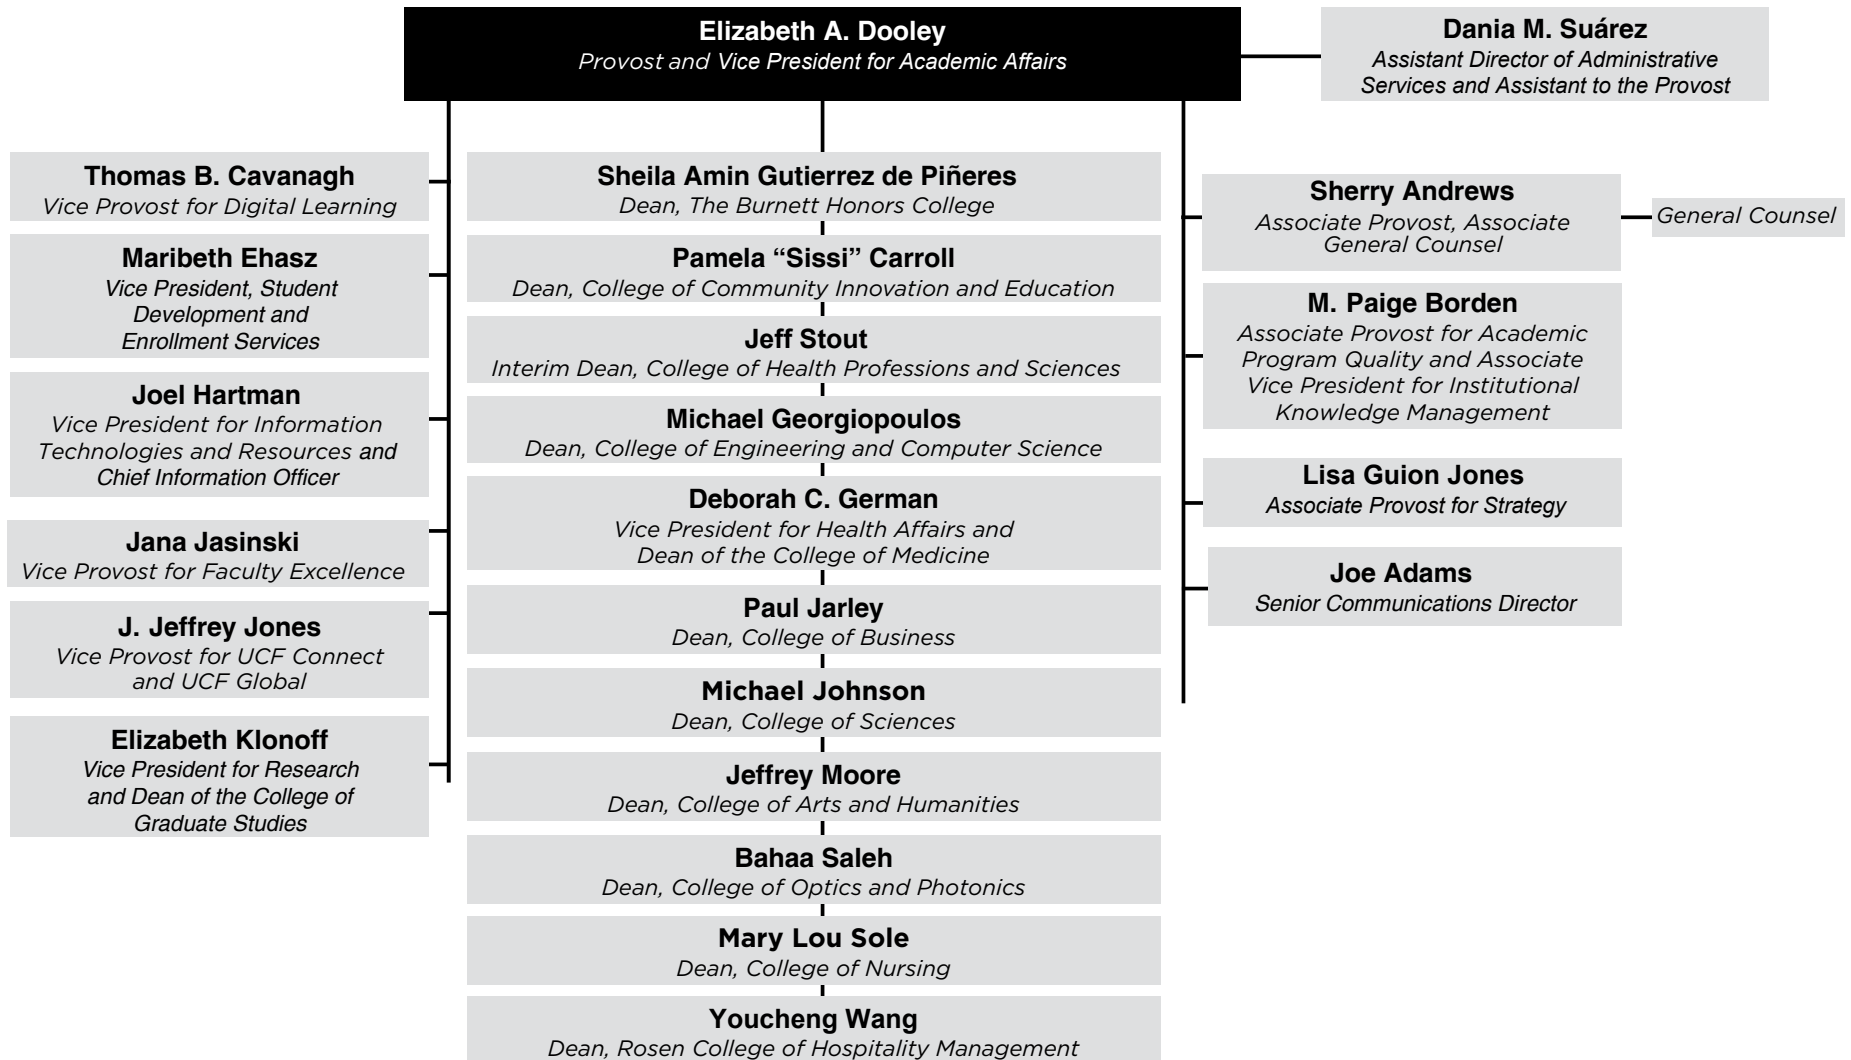 Elizabeth A. Dooley
Provost and Vice President for Academic Affairs
Dania M. Suárez
Assistant Director of Administrative
Services and Assistant to the Provost
Thomas B. Cavanagh
Vice Provost for Digital Learning
Maribeth Ehasz
Vice President, Student
Development and
Enrollment Services
Joel Hartman
Vice President for Information
Technologies and Resources and
Chief Information Officer
Jana Jasinski
Vice Provost for Faculty Excellence
J. Jeffrey Jones
Vice Provost for UCF Connect
and UCF Global
Elizabeth Klonoff
Vice President for Research
and Dean of the College of
Graduate Studies
Sheila Amin Gutierrez de Piñeres
Dean, The Burnett Honors College
Pamela “Sissi” Carroll
Dean, College of Community Innovation and Education
Jeff Stout
Interim Dean, College of Health Professions and Sciences
Michael Georgiopoulos
Dean, College of Engineering and Computer Science
Deborah C. German
Vice President for Health Affairs and
Dean of the College of Medicine
Paul Jarley
Dean, College of Business
Michael Johnson
Dean, College of Sciences
Jeffrey Moore
Dean, College of Arts and Humanities
Bahaa Saleh
Dean, College of Optics and Photonics
Mary Lou Sole
Dean, College of Nursing
Youcheng Wang
Dean, Rosen College of Hospitality Management
Sherry Andrews
Associate Provost, Associate
General Counsel
General Counsel
M. Paige Borden
Associate Provost for Academic
Program Quality and Associate
Vice President for Institutional
Knowledge Management
Lisa Guion Jones
Associate Provost for Strategy
Joe Adams
Senior Communications Director